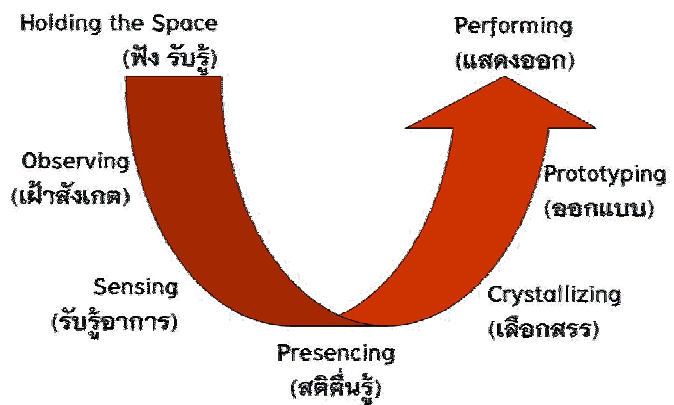 Holding the Space
(ฟัง รับรู้)
Observing
(เฝ้าสังเกต)
Sensing
(รับรู้อาการ)
Presencing
(สติตื่นรู้)
Crystallizing
(เลือกสรร)
Prototyping
(ออกแบบ)
Performing
(แสดงออก)